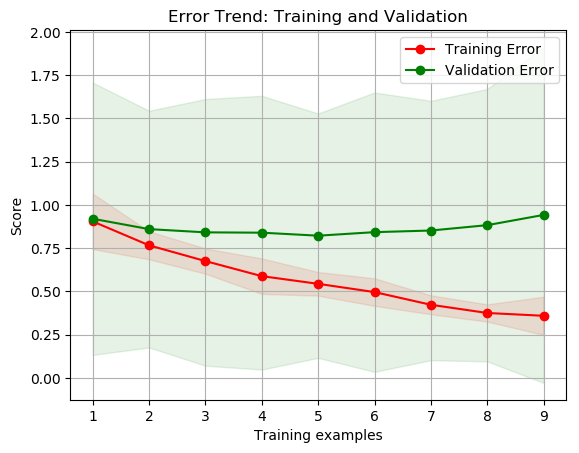 Error Trend: Training and Validation
2.00
1.75
1.50
1.25
1.00
0.75
0.50
0.25
0.00
Score
Training Error
Validation Error
1 2 3 4 5 6 7 8 9
Training examples